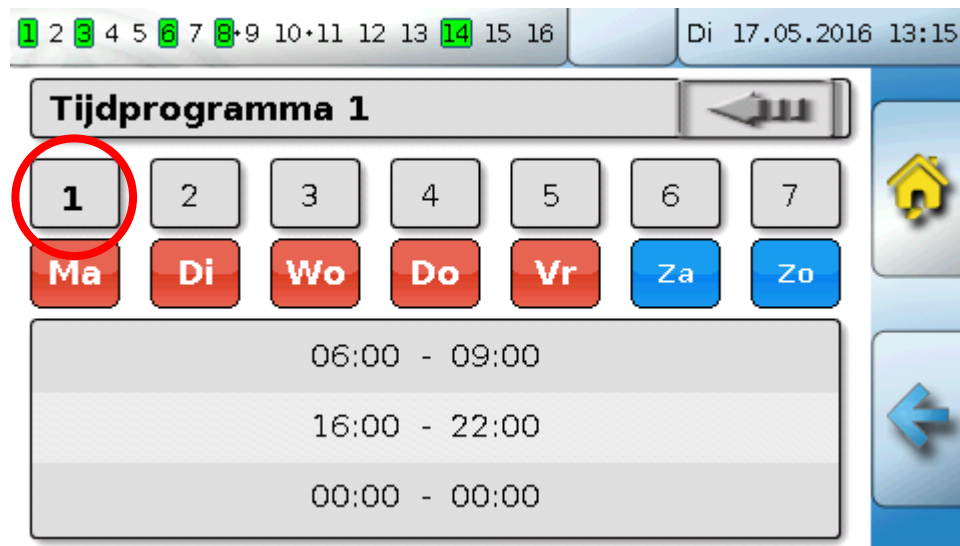 1 2 3 4 5 6 7 8•9 10•11 12 13 14 15 16 Di 17.05.2016 13:15
Tijdprogramma 1
1 2 3 4 5 6 7
Ma Di Wo Do Vr Za Zo
06:00 - 09:00
16:00 - 22:00
00:00 - 00:00